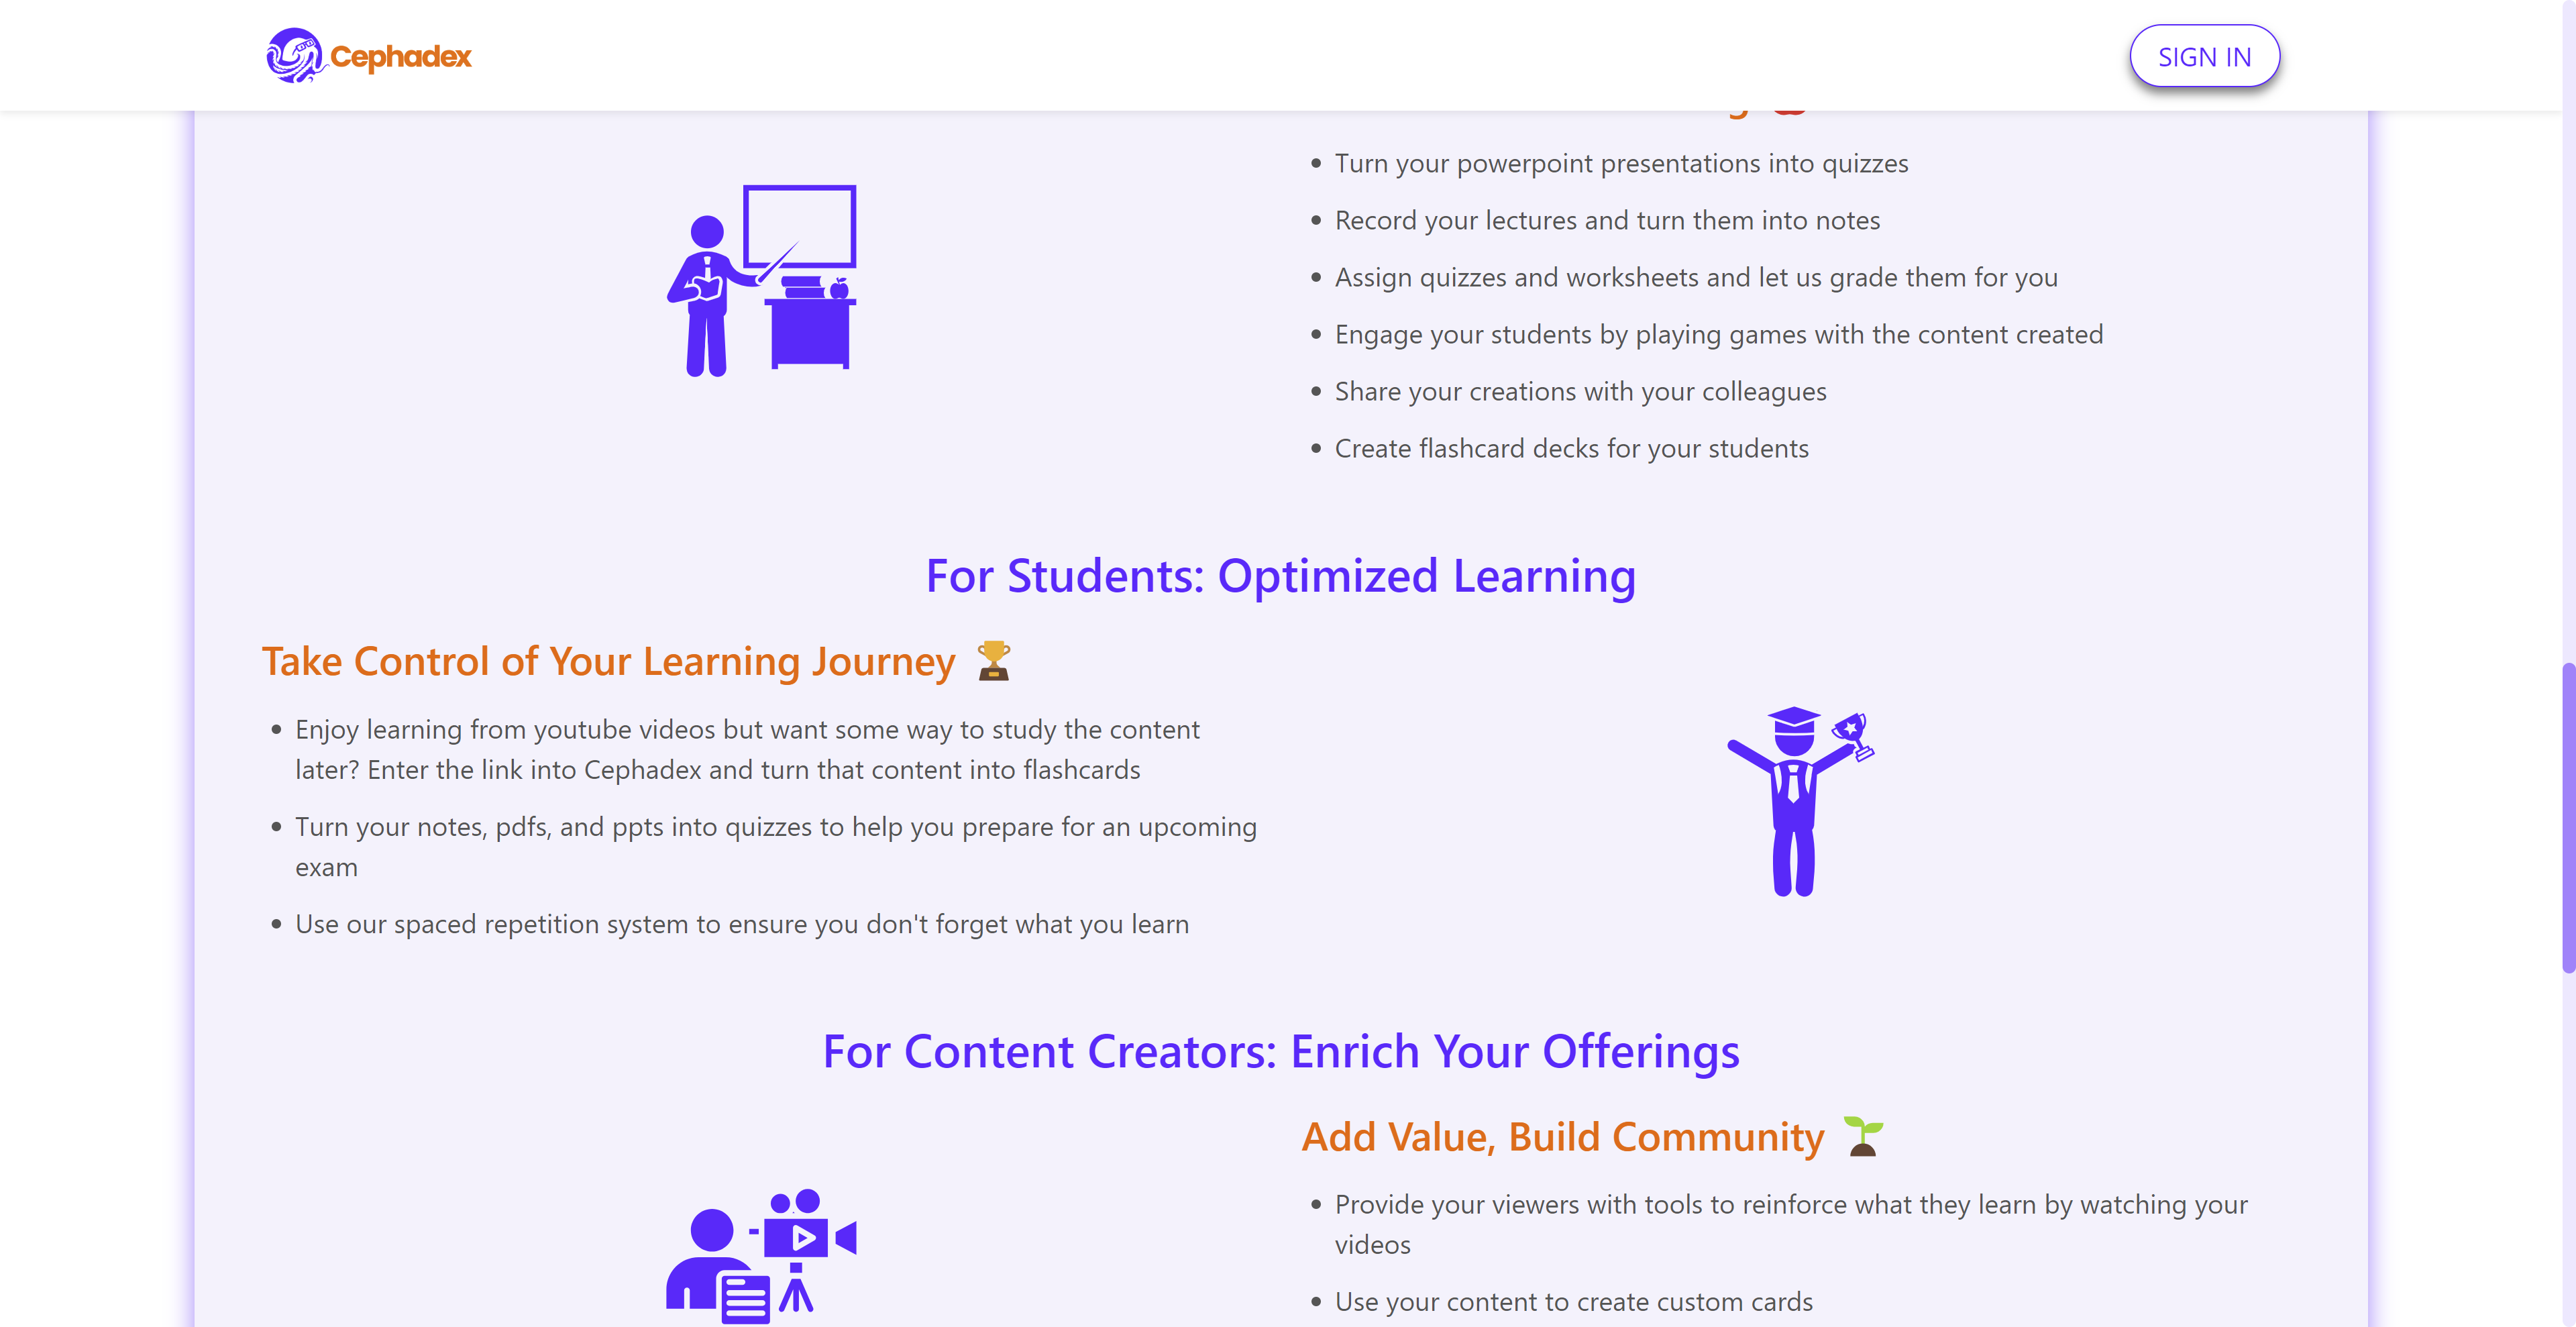 Cephadex
SIGN IN
Turn your powerpoint presentations into quizzes
Record your lectures and turn them into notes
Assign quizzes and worksheets and let us grade them for you
Engage your students by playing games with the content created
Share your creations with your colleagues
Create flashcard decks for your students
For Students: Optimized Learning
Take Control of Your Learning Journey
Enjoy learning from youtube videos but want some way to study the content
later? Enter the link into Cephadex and turn that content into flashcards
Turn your notes, pdfs, and ppts into quizzes to help you prepare for an upcoming
exam
Use our spaced repetition system to ensure you don't forget what you learn
For Content Creators: Enrich Your Offerings
Add Value, Build Community
Provide your viewers with tools to reinforce what they learn by watching your
videos
Use your content to create custom cards